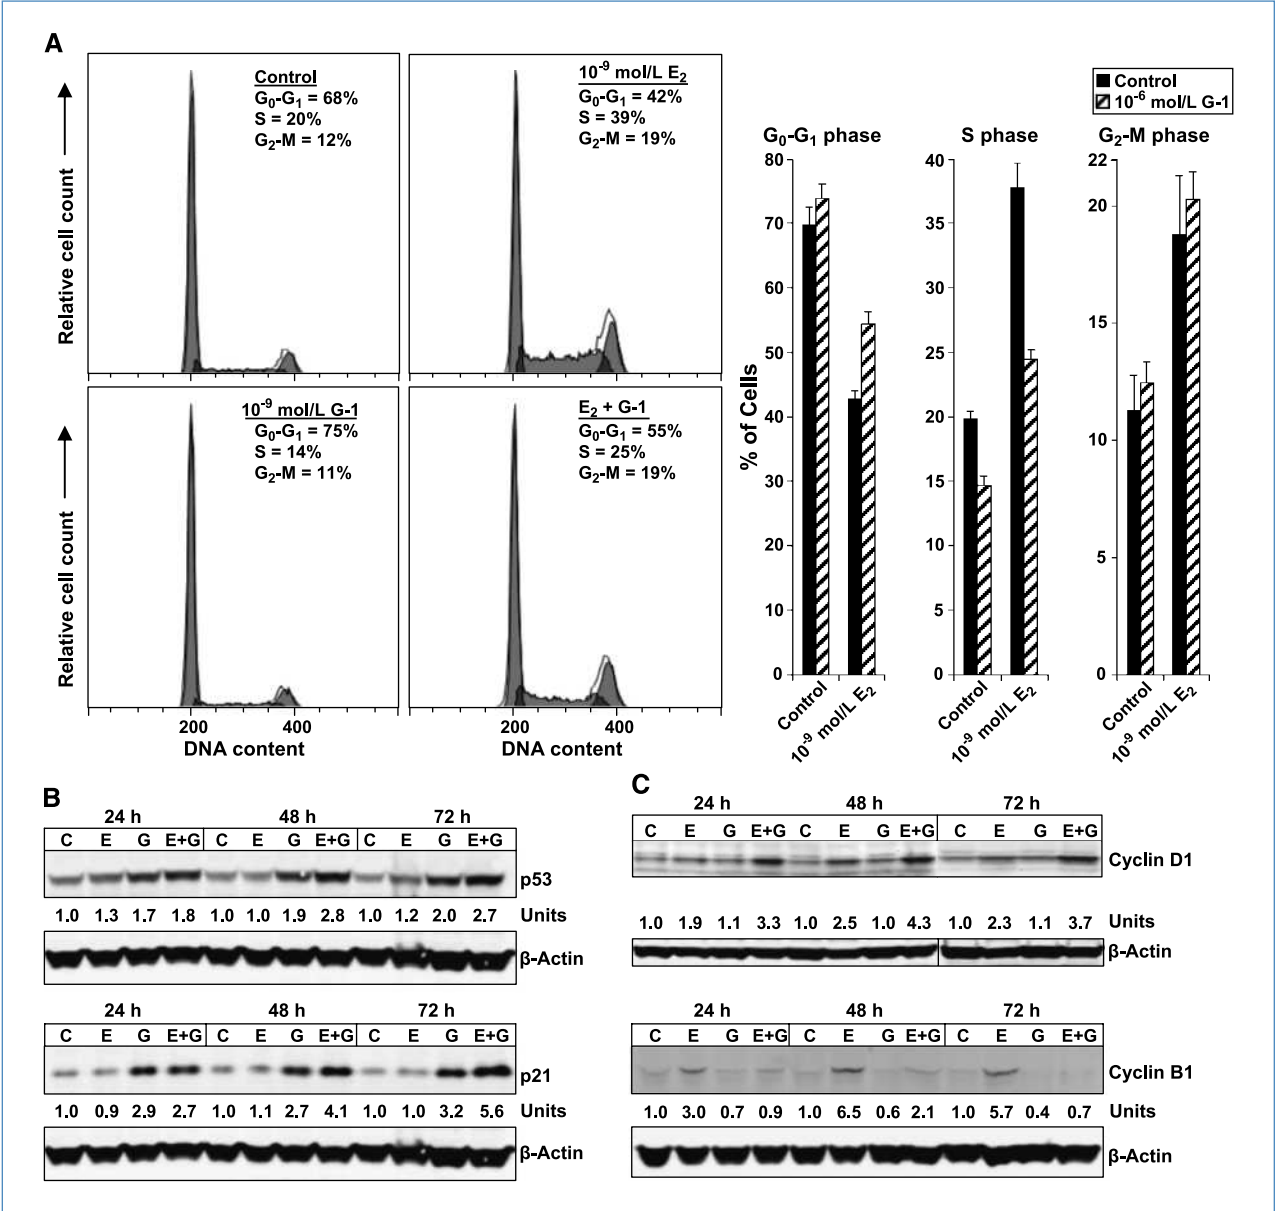 A
Relative cell count
Control
G0-G1 = 68%
S = 20%
G2-M = 12%
10-9 mol/L E2
G0-G1 = 42%
S = 39%
G2-M = 19%
Relative cell count
10-9 mol/L G-1
G0-G1 = 75%
S = 14%
G2-M = 11%
E2 + G-1
G0-G1 = 55%
S = 25%
G2-M = 19%
200 400
DNA content
200 400
DNA content
Control
10-6 mol/L G-1
% of Cells
G0-G1 phase
80
70
60
50
40
30
20
10
0
Control
10-9 mol/L E2
S phase
40
35
30
25
20
15
10
5
0
Control
10-9 mol/L E2
G2-M phase
22
20
15
10
5
0
Control
10-9 mol/L E2
B
24 h 48 h 72 h
C E G E+G C E G E+G C E G E+G
p53
1.0 1.3 1.7 1.8 1.0 1.0 1.9 2.8 1.0 1.2 2.0 2.7 Units
β-Actin
24 h 48 h 72 h
C E G E+G C E G E+G C E G E+G
p21
1.0 0.9 2.9 2.7 1.0 1.1 2.7 4.1 1.0 1.0 3.2 5.6 Units
β-Actin
C
24 h 48 h 72 h
C E G E+G C E G E+G C E G E+G
Cyclin D1
1.0 1.9 1.1 3.3 1.0 2.5 1.0 4.3 1.0 2.3 1.1 3.7 Units
β-Actin
24 h 48 h 72 h
C E G E+G C E G E+G C E G E+G
Cyclin B1
1.0 3.0 0.7 0.9 1.0 6.5 0.6 2.1 1.0 5.7 0.4 0.7 Units
β-Actin